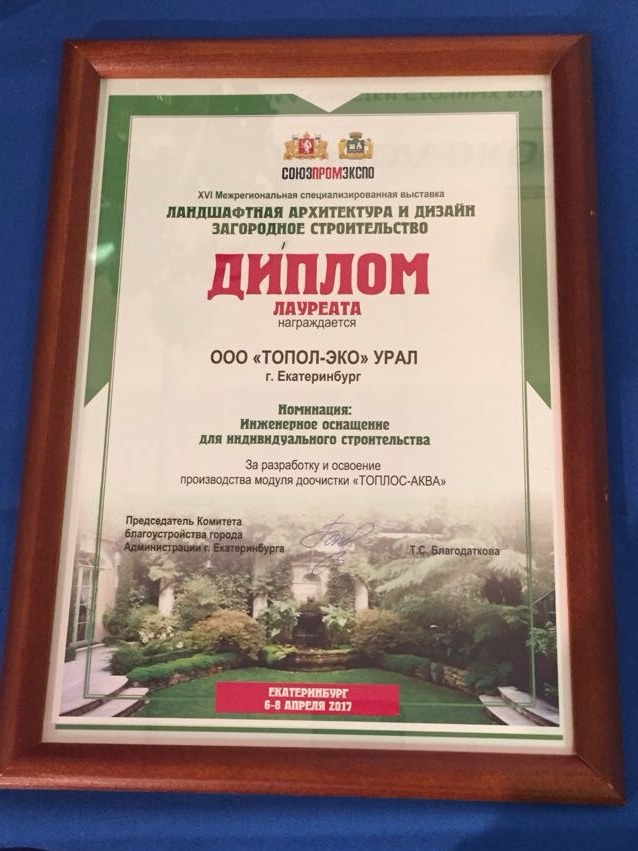 СОЮЗПРОМЭКСПО
XVI Межрегиональная специализированная выставка
ЛАНДШАФТНАЯ АРХИТЕКТУРА И ДИЗАЙН
ЗАГОРОДНОЕ СТРОИТЕЛЬСТВО
ДИПЛОМ
ЛАУРЕАТА
награждается
ООО «ТОПОЛ-ЭКО» УРАЛ
г. Екатеринбург
Номинация:
Инженерное оснащение
для индивидуального строительства
За разработку и освоение
производства модуля доочистки «ТОПЛОС-АКВА»
Председатель Комитета
благоустройства города
Администрации г. Екатеринбурга
Т.С. Благодаткова
ЕКАТЕРИНБУРГ
6-8 АПРЕЛЯ 2017